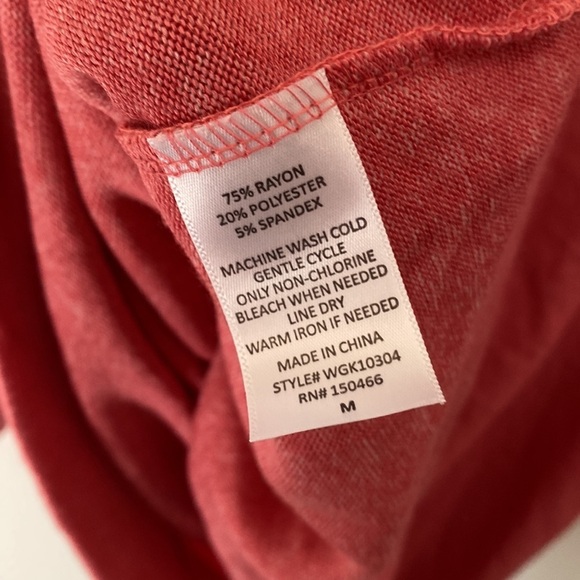 75% RAYON
20% POLYESTER
5% SPANDEX
MACHINE WASH COLD
GENTLE CYCLE
ONLY NON-CHLORINE
BLEACH WHEN NEEDED
LINE DRY
WARM IRON IF NEEDED
MADE IN CHINA
STYLE# WGK10304
RN# 150466
M